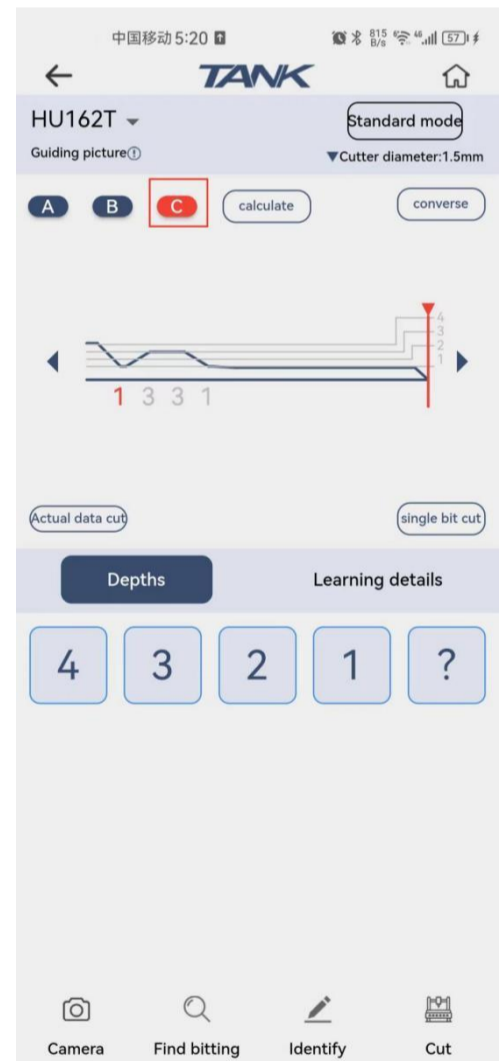 中国移动 5:20 815 B/s 46 57
TANK
HU162T
Standard mode
Guiding picture
Cutter diameter:1.5mm
A B C calculate converse
4
3
2
1
1 3 3 1
Actual data cut single bit cut
Depths Learning details
4 3 2 1 ?
Camera Find bitting Identify Cut